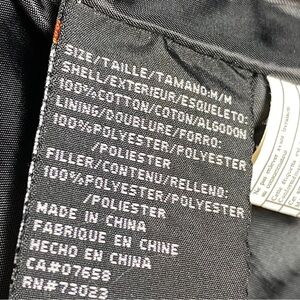 SIZE/TAILLE/TAMANO:M/M
SHELL/EXTERIEUR/ESQUELETO:
100%COTTON/COTON/ALGODON
LINING/DOUBLURE/FORRO:
100%POLYESTER/POLYESTER
/POLIESTER
FILLER/CONTENU/RELLENO:
100%POLYESTER/POLYESTER
/POLIESTER
MADE IN CHINA
FABRIQUE EN CHINE
HECHO EN CHINA
CA#07658
RN#73023